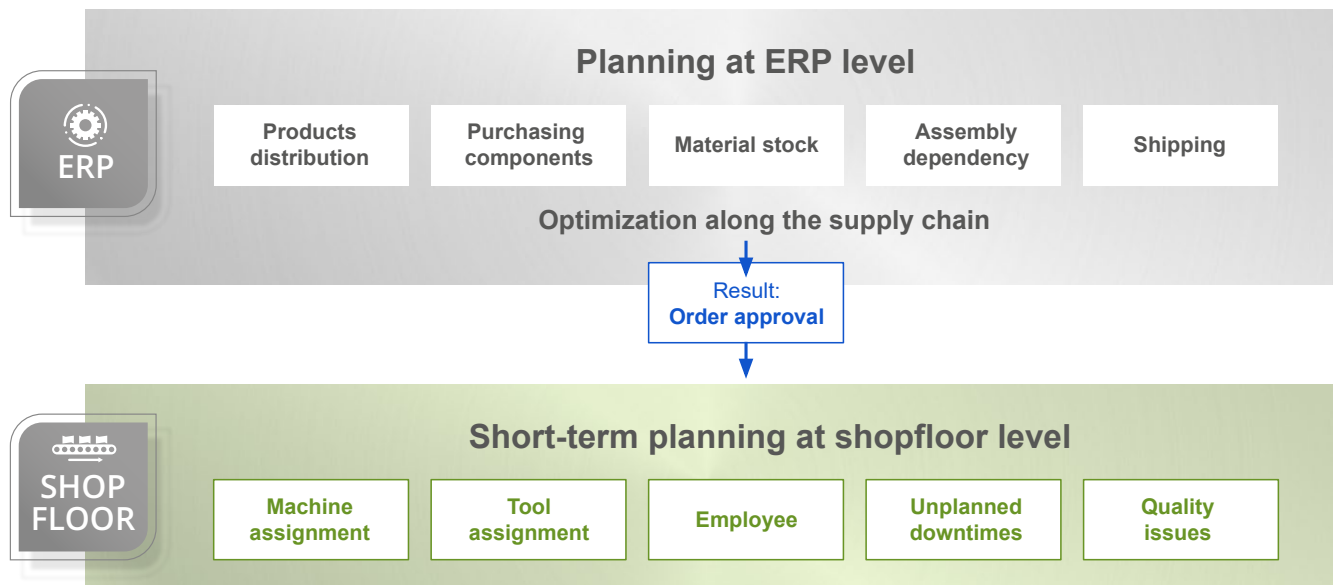 Planning at ERP level
ERP
Products
distribution
Purchasing
components
Material stock
Assembly
dependency
Shipping
Optimization along the supply chain
Result:
Order approval
Short-term planning at shopfloor level
SHOP
FLOOR
Machine
assignment
Tool
assignment
Employee
Unplanned
downtimes
Quality
issues